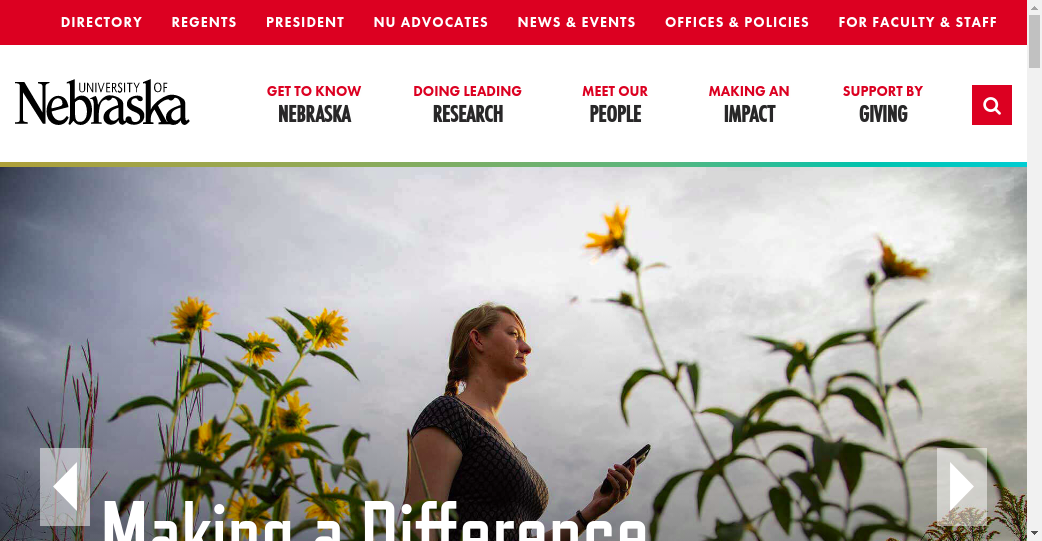 DIRECTORY REGENTS PRESIDENT NU ADVOCATES NEWS & EVENTS OFFICES & POLICIES FOR FACULTY & STAFF
UNIVERSITY OF
Nebraska
GET TO KNOW
NEBRASKA
DOING LEADING
RESEARCH
MEET OUR
PEOPLE
MAKING AN
IMPACT
SUPPORT BY
GIVING
Making a Difference